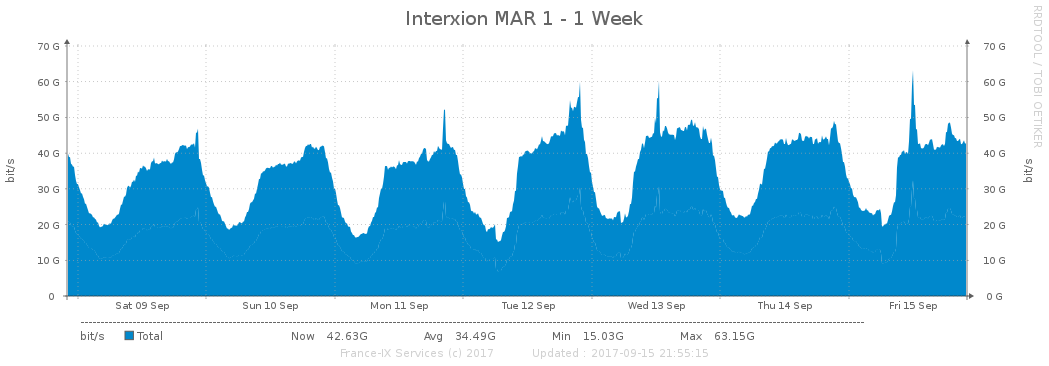 Interxion MAR 1 - 1 Week
RRDTOOL / TOBI OETIKER
70 G 70 G
60 G 60 G
50 G 50 G
40 G 40 G
30 G 30 G
20 G 20 G
10 G 10 G
0 0 G
bit/s
bit/s
Sat 09 Sep Sun 10 Sep Mon 11 Sep Tue 12 Sep Wed 13 Sep Thu 14 Sep Fri 15 Sep
bit/s Total Now 42.63G Avg 34.49G Min 15.03G Max 63.15G
France-IX Services (c) 2017 Updated : 2017-09-15 21:55:15